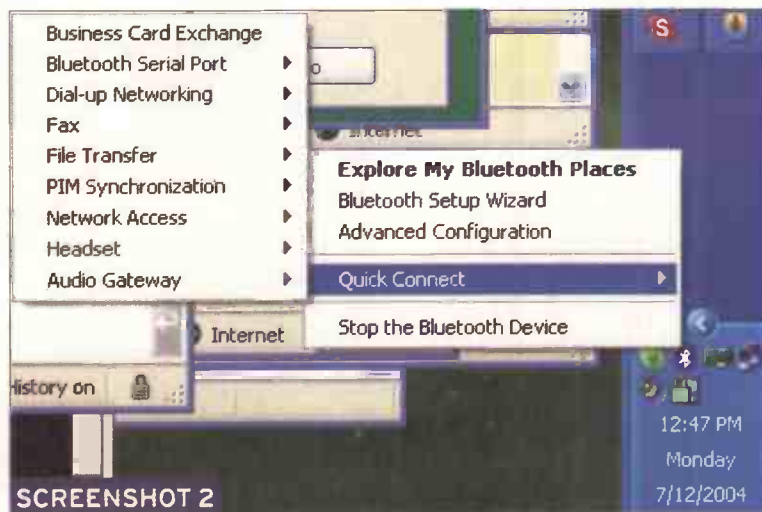 Business Card Exchange
Bluetooth Serial Port
Dial-up Networking
Fax
File Transfer
PIM Synchronization
Network Access
Headset
Audio Gateway
o
Internet
Explore My Bluetooth Places
Bluetooth Setup Wizard
Advanced Configuration
Quick Connect
Stop the Bluetooth Device
Internet
History on
S
12:47 PM
Monday
7/12/2004
SCREENSHOT 2